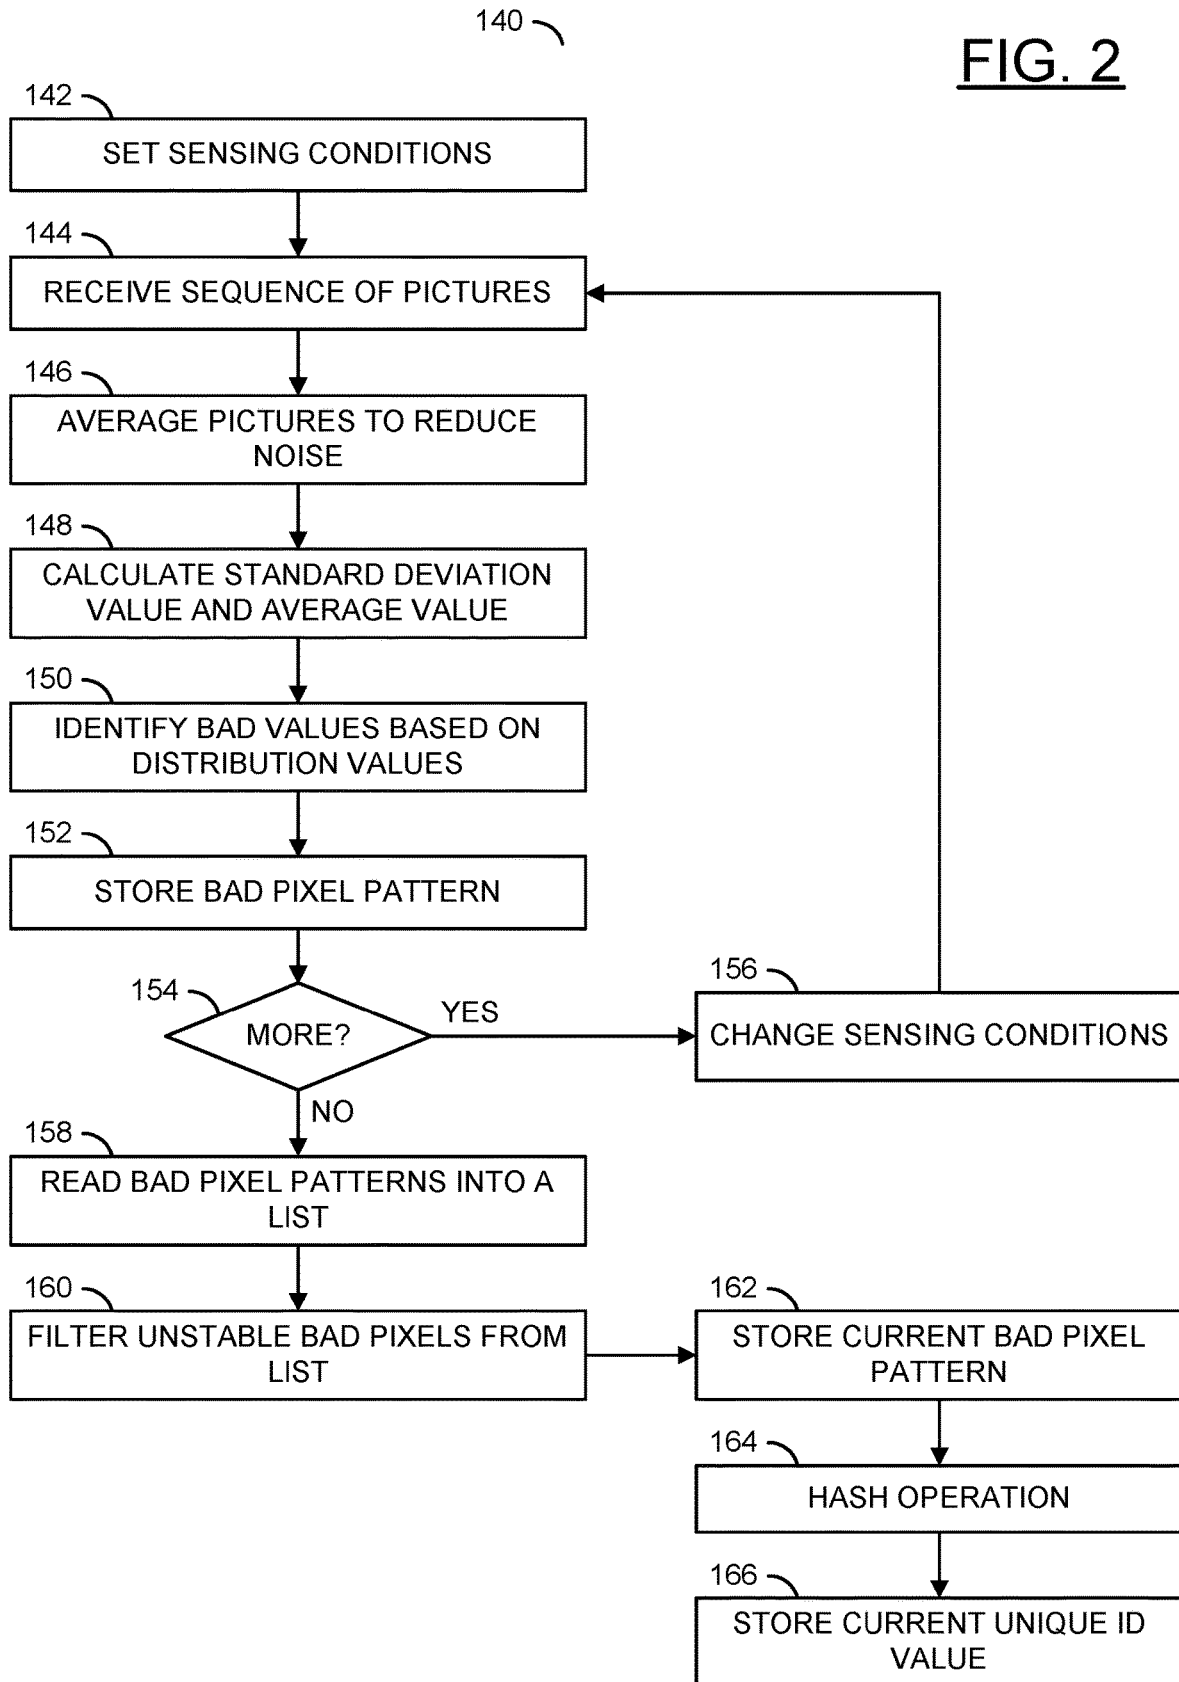 140
FIG. 2
142
SET SENSING CONDITIONS
144
RECEIVE SEQUENCE OF PICTURES
146
AVERAGE PICTURES TO REDUCE
NOISE
148
CALCULATE STANDARD DEVIATION
VALUE AND AVERAGE VALUE
150
IDENTIFY BAD VALUES BASED ON
DISTRIBUTION VALUES
152
STORE BAD PIXEL PATTERN
154
MORE?
YES
156
CHANGE SENSING CONDITIONS
NO
158
READ BAD PIXEL PATTERNS INTO A
LIST
160
FILTER UNSTABLE BAD PIXELS FROM
LIST
162
STORE CURRENT BAD PIXEL
PATTERN
164
HASH OPERATION
166
STORE CURRENT UNIQUE ID
VALUE